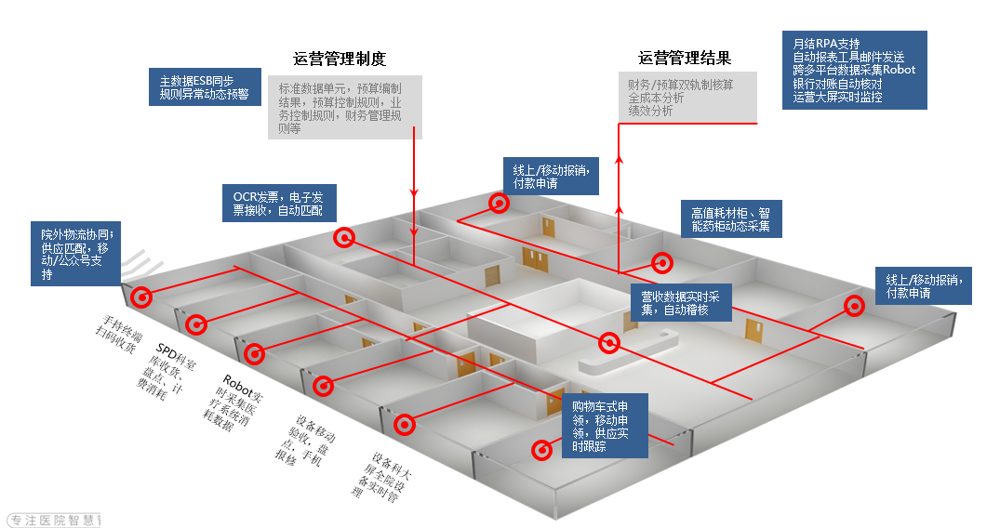 运营管理制度
运营管理结果
主数据ESB同步
规则异常动态预警
标准数据单元，预算编制
结果，预算控制规则，业
务控制规则，财务管理规
则等
财务/预算双轨制核算
全成本分析
绩效分析
月结RPA支持
自动报表工具邮件发送
跨多平台数据采集Robot
银行对账自动核对
运营大屏实时监控
线上/移动报销，
付款申请
OCR发票，电子发
票接收，自动匹配
高值耗材柜、智
能药柜动态采集
院外物流协同；
供应匹配，移
动/公众号支
持
营收数据实时采
集，自动稽核
线上/移动报销，
付款申请
手持终端
扫码收货
SPD科室
库收货、
盘点、计
费消耗
Robot实
时采集医
疗系统消
耗数据
设备移动
验收，盘
点，手机
报修
设备科大
屏全院设
备实时管
理
购物车式申
领，移动申
领，供应实
时跟踪
专注医院智慧